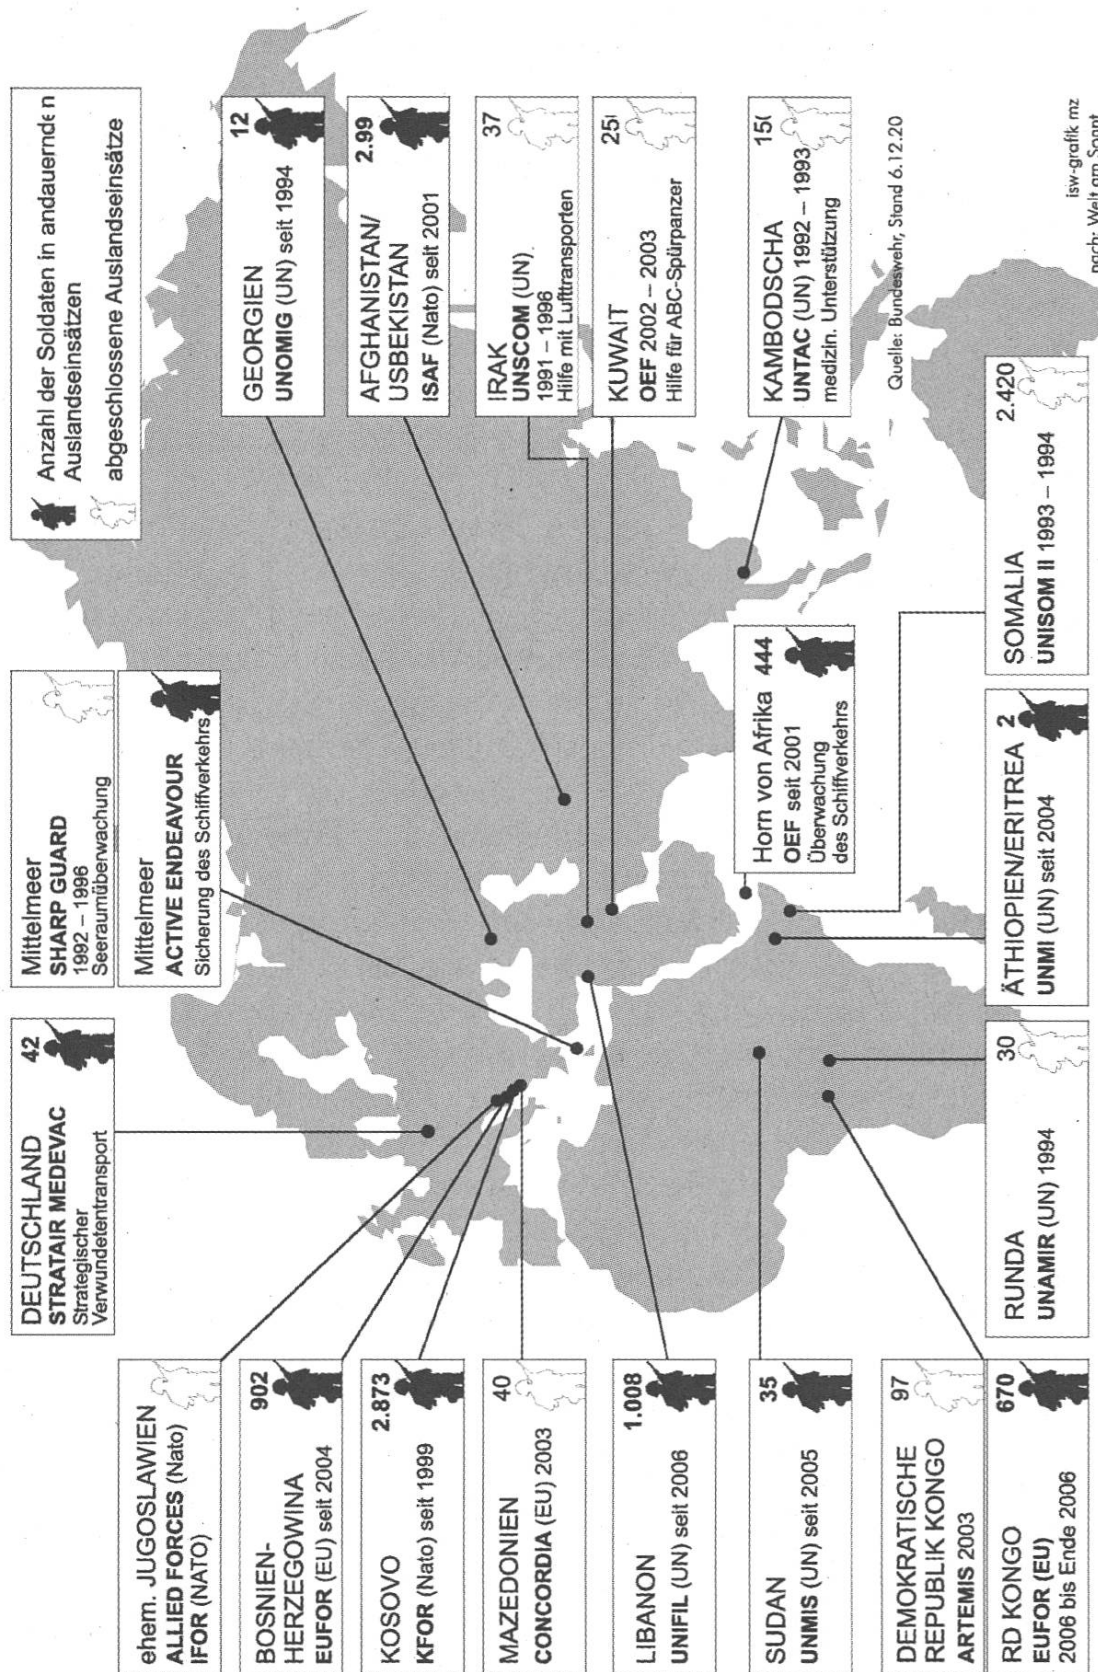 Anzahl der Soldaten in andauernden
Auslandseinsätzen
abgeschlossene Auslandseinsätze
DEUTSCHLAND 42
STRATAIR MEDEVAC
Strategischer
Verwundetentransport
Mittelmeer
SHARP GUARD
1992 – 1996
Seeraumüberwachung
Mittelmeer
ACTIVE ENDEAVOUR
Sicherung des Schiffverkehrs
ehem. JUGOSLAWIEN
ALLIED FORCES (Nato)
IFOR (NATO)
BOSNIEN- 902
HERZEGOWINA
EUFOR (EU) seit 2004
KOSOVO 2.873
KFOR (Nato) seit 1999
MAZEDONIEN 40
CONCORDIA (EU) 2003
LIBANON 1.008
UNIFIL (UN) seit 2006
SUDAN 35
UNMIS (UN) seit 2005
DEMOKRATISCHE 97
REPUBLIK KONGO
ARTEMIS 2003
RD KONGO 670
EUFOR (EU)
2006 bis Ende 2006
RUNDA 30
UNAMIR (UN) 1994
ÄTHIOPIEN/ERITREA 2
UNMI (UN) seit 2004
SOMALIA 2.420
UNISOM II 1993 – 1994
Horn von Afrika 444
OEF seit 2001
Überwachung
des Schiffverkehrs
GEORGIEN 12
UNOMIG (UN) seit 1994
AFGHANISTAN/ 2.99
USBEKISTAN
ISAF (Nato) seit 2001
IRAK 37
UNSCOM (UN)
1991 – 1996
Hilfe mit Lufttransporten
KUWAIT
OEF 2002 – 2003
Hilfe für ABC-Spürpanzer
KAMBODSCHA
UNTAC (UN) 1992 – 1993
medizin. Unterstützung
Quelle: Bundeswehr, Stand 6.12.20
isw-grafik mz
nach: Welt am Sonnt